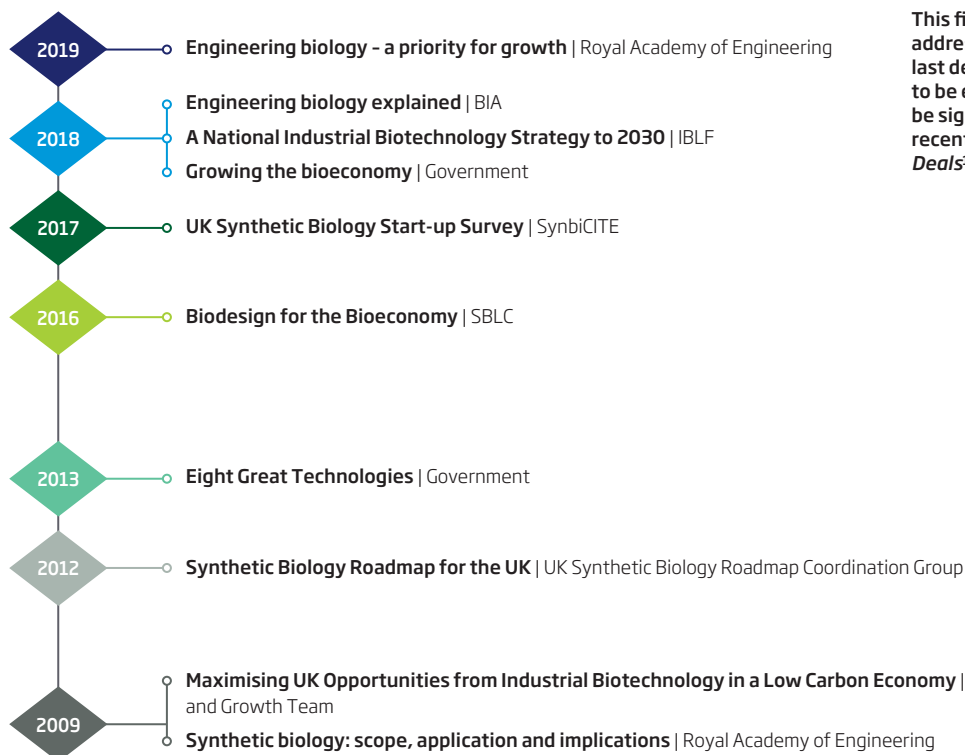 2019
Engineering biology – a priority for growth | Royal Academy of Engineering
2018
Engineering biology explained | BIA
A National Industrial Biotechnology Strategy to 2030 | IBLF
Growing the bioeconomy | Government
2017
UK Synthetic Biology Start-up Survey | SynbiCITE
2016
Biodesign for the Bioeconomy | SBLC
2013
Eight Great Technologies | Government
2012
Synthetic Biology Roadmap for the UK | UK Synthetic Biology Roadmap Coordination Group
2009
Maximising UK Opportunities from Industrial Biotechnology in a Low Carbon Economy |
and Growth Team
Synthetic biology: scope, application and implications | Royal Academy of Engineering
This
last
to be
be
recent
Deals